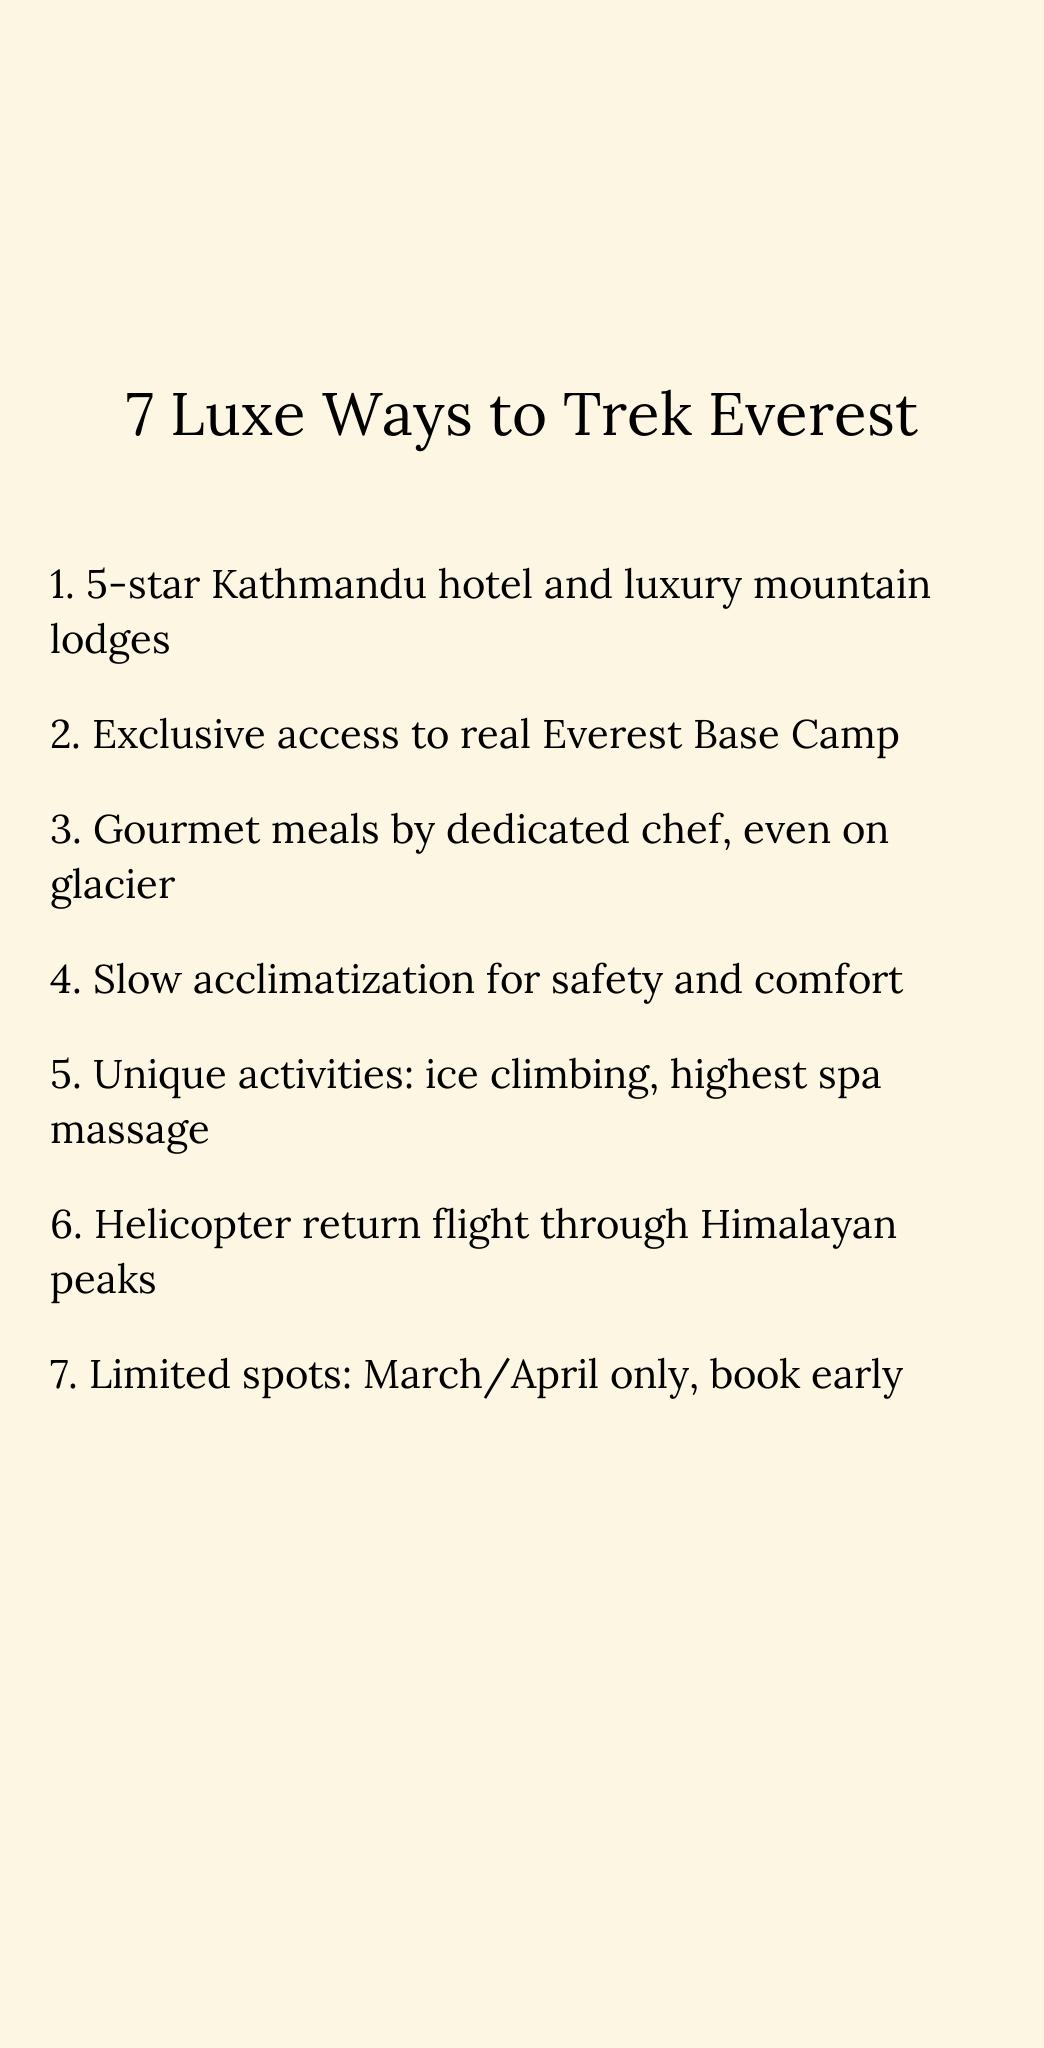 7 Luxe Ways to Trek Everest
1. 5-star Kathmandu hotel and luxury mountain
lodges
2. Exclusive access to real Everest Base Camp
3. Gourmet meals by dedicated chef, even on
glacier
4. Slow acclimatization for safety and comfort
5. Unique activities: ice climbing, highest spa
massage
6. Helicopter return flight through Himalayan
peaks
7. Limited spots: March/April only, book early